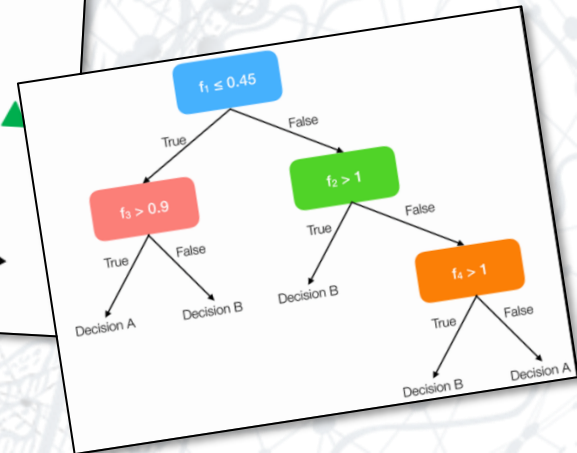 f₁ ≤ 0.45
True
False
f₃ > 0.9
f₂ > 1
True
False
True
False
Decision A
Decision B
Decision B
f₄ > 1
True
False
Decision B
Decision A